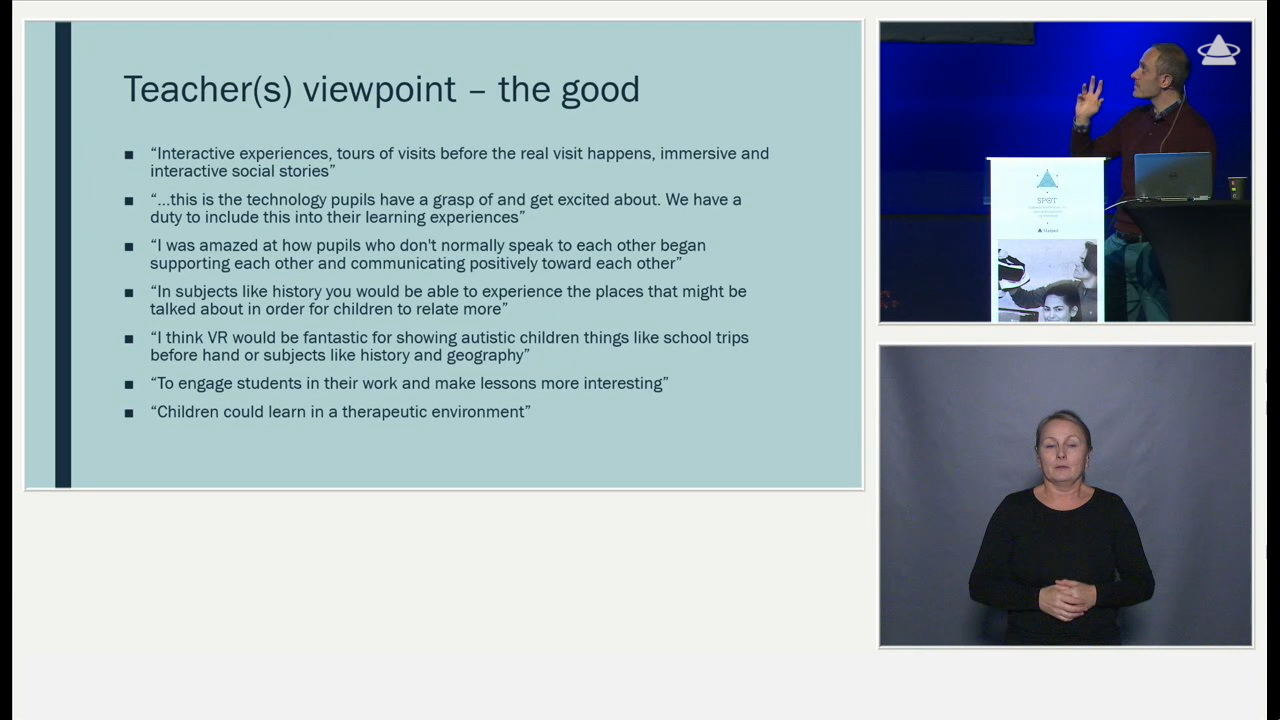 Teacher(s) viewpoint – the good
■ “Interactive experiences, tours of visits before the real visit happens, immersive and
interactive social stories”
■ “...this is the technology pupils have a grasp of and get excited about. We have a
duty to include this into their learning experiences”
■ “I was amazed at how pupils who don't normally speak to each other began
supporting each other and communicating positively toward each other”
■ “In subjects like history you would be able to experience the places that might be
talked about in order for children to relate more”
■ “I think VR would be fantastic for showing autistic children things like school trips
before hand or subjects like history and geography”
■ “To engage students in their work and make lessons more interesting”
■ “Children could learn in a therapeutic environment”
SPOT
Statped